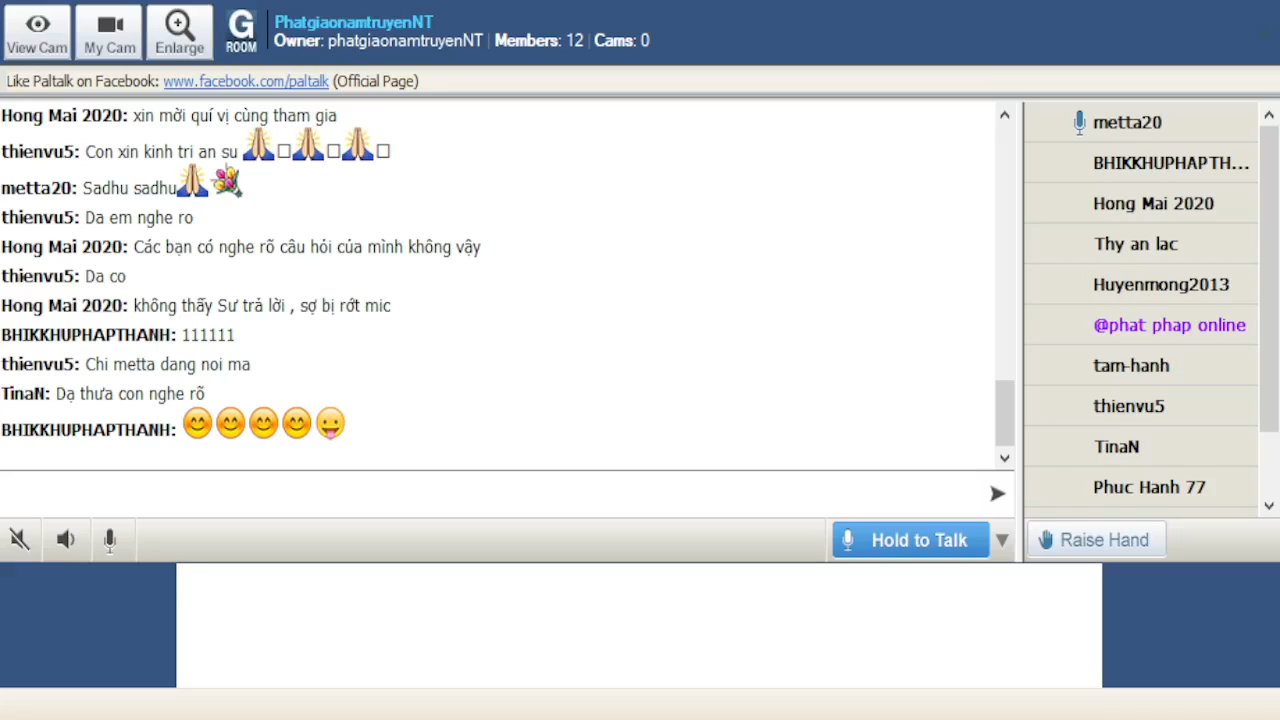 View Cam
My Cam
Enlarge
G
ROOM
PhatgiaonamtruyenNT
Owner: phatgiaonamtruyenNT | Members: 12 | Cams: 0
Like Paltalk on Facebook: www.facebook.com/paltalk (Official Page)
Hong Mai 2020: xin mời quí vị cùng tham gia
thienvu5: Con xin kinh tri an su
metta20: Sadhu sadhu
thienvu5: Da em nghe ro
Hong Mai 2020: Các bạn có nghe rõ câu hỏi của mình không vậy
thienvu5: Da co
Hong Mai 2020: không thấy Sư trả lời , sợ bị rớt mic
BHIKKHUPHAPTHANH: 111111
thienvu5: Chi metta dang noi ma
TinaN: Dạ thưa con nghe rõ
BHIKKHUPHAPTHANH:
metta20
BHIKKHUPHAPTH...
Hong Mai 2020
Thy an lac
Huyenmong2013
@phat phap online
tam-hanh
thienvu5
TinaN
Phuc Hanh 77
Hold to Talk
Raise Hand